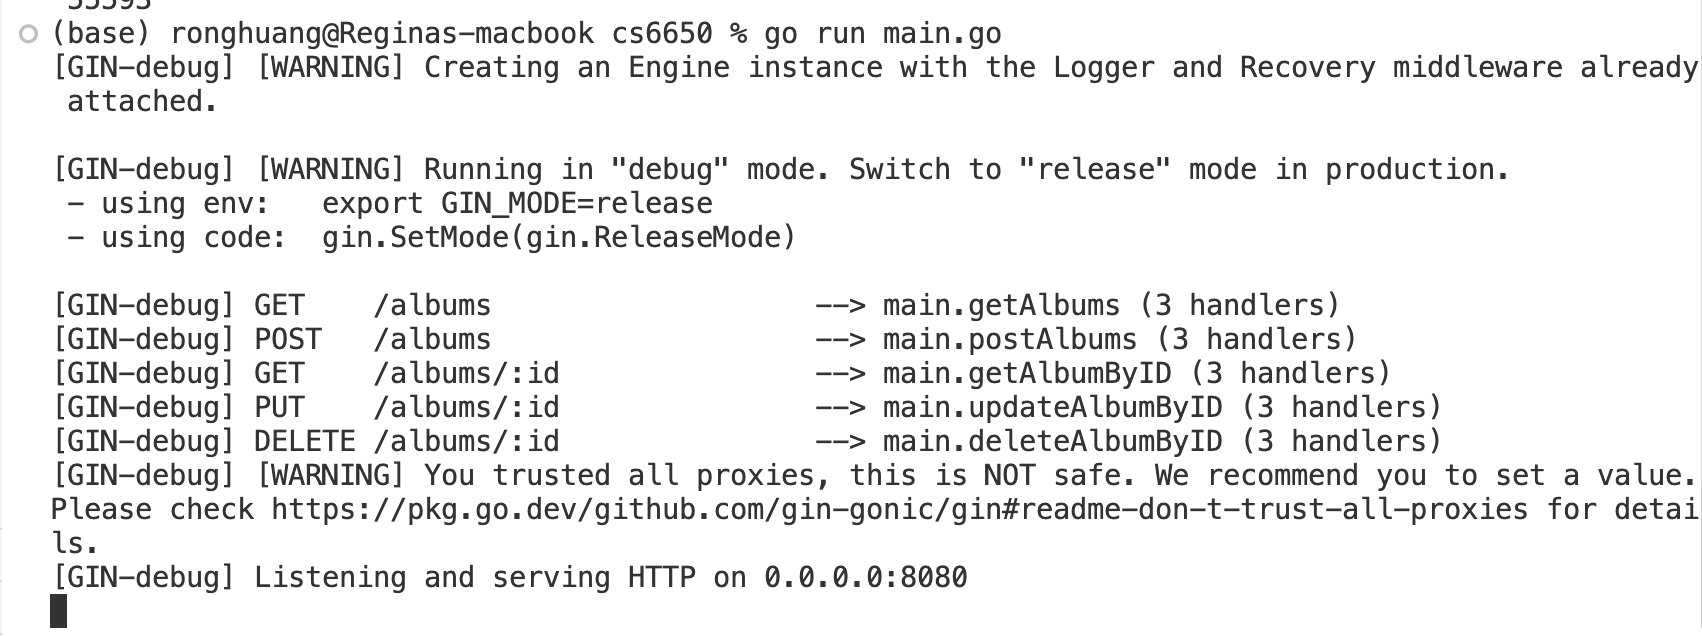 (base) ronghuang@Reginas-macbook cs6650 % go run main.go
[GIN-debug] [WARNING] Creating an Engine instance with the Logger and Recovery middleware already
 attached.
[GIN-debug] [WARNING] Running in "debug" mode. Switch to "release" mode in production.
 - using env:   export GIN_MODE=release
 - using code:  gin.SetMode(gin.ReleaseMode)
[GIN-debug] GET    /albums                   --> main.getAlbums (3 handlers)
[GIN-debug] POST   /albums                   --> main.postAlbums (3 handlers)
[GIN-debug] GET    /albums/:id               --> main.getAlbumByID (3 handlers)
[GIN-debug] PUT    /albums/:id               --> main.updateAlbumByID (3 handlers)
[GIN-debug] DELETE /albums/:id               --> main.deleteAlbumByID (3 handlers)
[GIN-debug] [WARNING] You trusted all proxies, this is NOT safe. We recommend you to set a value.
Please check https://pkg.go.dev/github.com/gin-gonic/gin#readme-don-t-trust-all-proxies for detai
ls.
[GIN-debug] Listening and serving HTTP on 0.0.0.0:8080